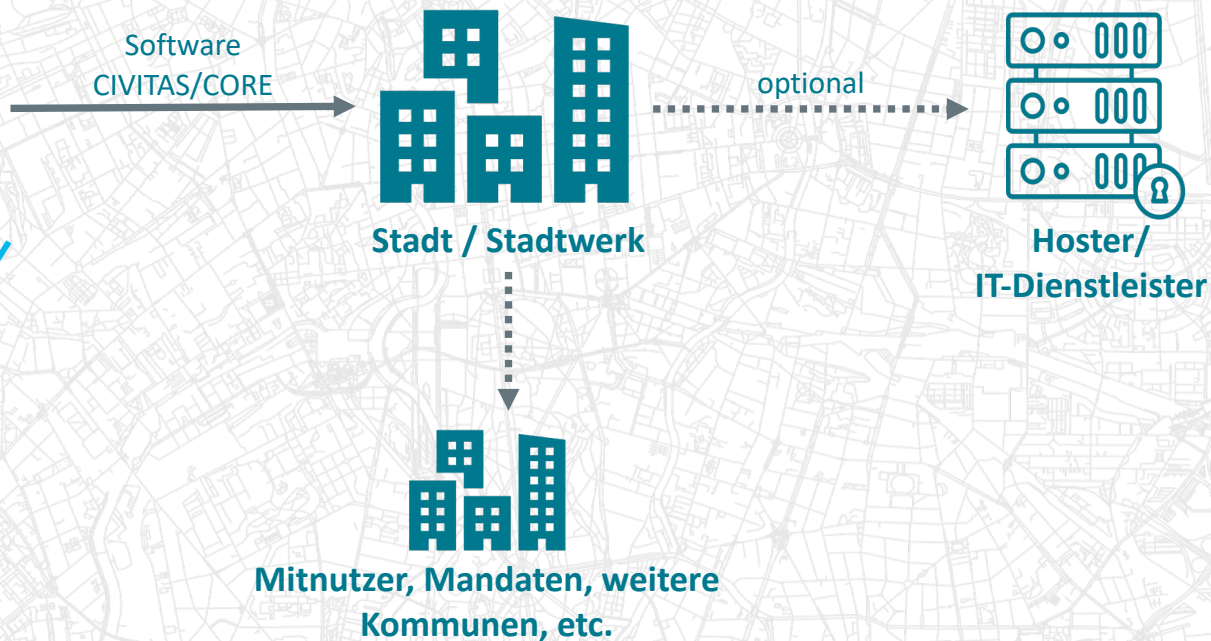 Software
CIVITAS/CORE
optional
Stadt / Stadtwerk
Hoster/
IT-Dienstleister
Mitnutzer, Mandaten, weitere
Kommunen, etc.